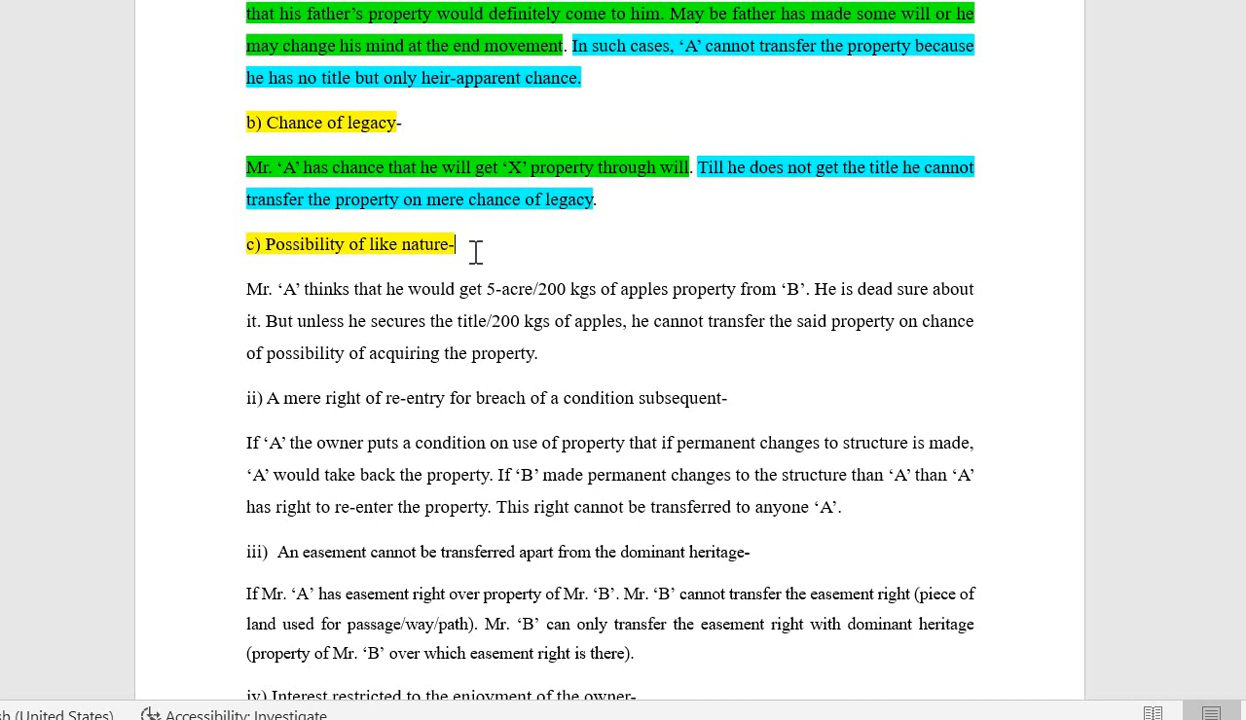 that his father’s property would definitely come to him. May be father has made some will or he
may change his mind at the end movement. In such cases, ‘A’ cannot transfer the property because
he has no title but only heir-apparent chance.
b) Chance of legacy-
Mr. ‘A’ has chance that he will get ‘X’ property through will. Till he does not get the title he cannot
transfer the property on mere chance of legacy.
c) Possibility of like nature-
Mr. ‘A’ thinks that he would get 5-acre/200 kgs of apples property from ‘B’. He is dead sure about
it. But unless he secures the title/200 kgs of apples, he cannot transfer the said property on chance
of possibility of acquiring the property.
ii) A mere right of re-entry for breach of a condition subsequent-
If ‘A’ the owner puts a condition on use of property that if permanent changes to structure is made,
‘A’ would take back the property. If ‘B’ made permanent changes to the structure than ‘A’ than ‘A’
has right to re-enter the property. This right cannot be transferred to anyone ‘A’.
iii) An easement cannot be transferred apart from the dominant heritage-
If Mr. ‘A’ has easement right over property of Mr. ‘B’. Mr. ‘B’ cannot transfer the easement right (piece of
land used for passage/way/path). Mr. ‘B’ can only transfer the easement right with dominant heritage
(property of Mr. ‘B’ over which easement right is there).
iv) Interest restricted to the enjoyment of the owner-
sh (United States) Accessibility: Investigate